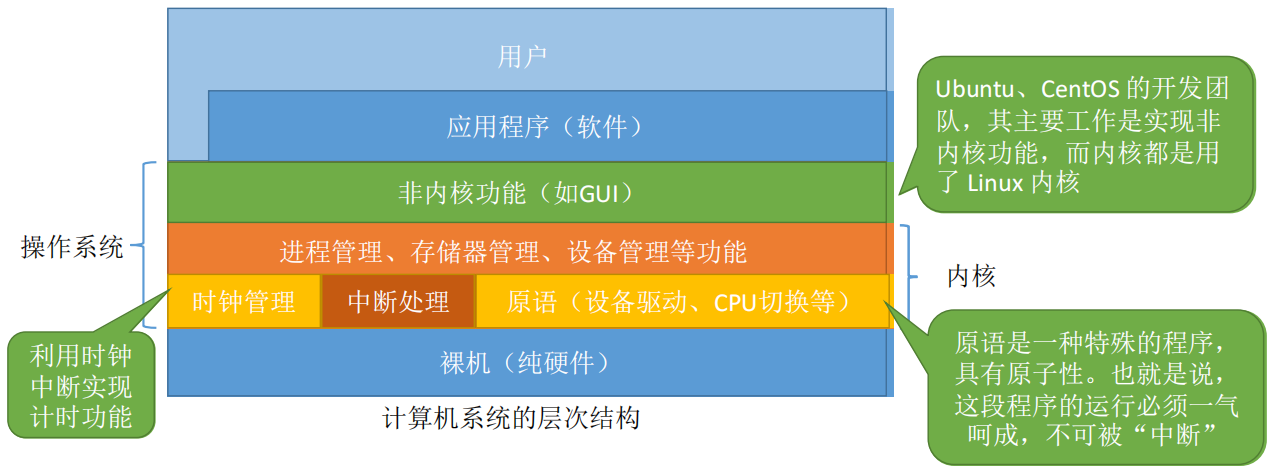 用户
应用程序（软件）
非内核功能（如GUI）
进程管理、存储器管理、设备管理等功能
时钟管理
中断处理
原语（设备驱动、CPU切换等）
裸机（纯硬件）
计算机系统的层次结构
操作系统
内核
Ubuntu、CentOS 的开发团
队，其主要工作是实现非
内核功能，而内核都是用
了 Linux 内核
利用时钟
中断实现
计时功能
原语是一种特殊的程序，
具有原子性。也就是说，
这段程序的运行必须一气
呵成，不可被“中断”